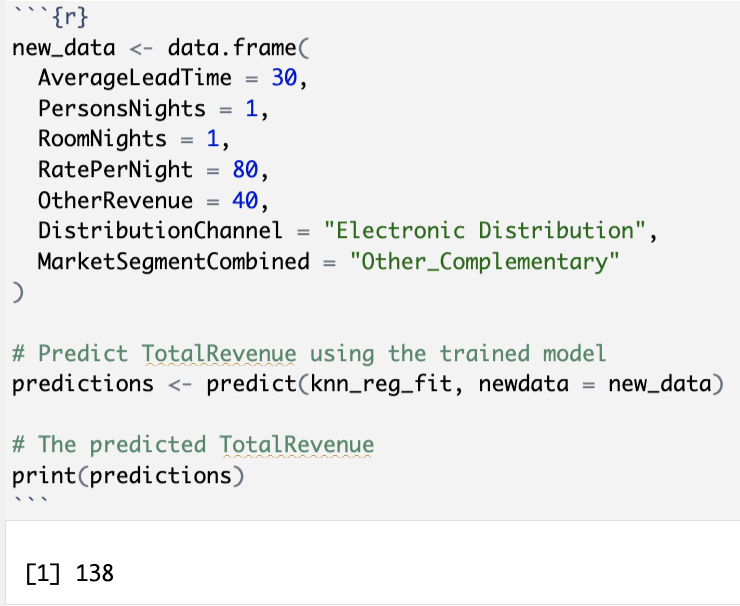 ```{r}
new_data <- data.frame(
  AverageLeadTime = 30,
  PersonsNights = 1,
  RoomNights = 1,
  RatePerNight = 80,
  OtherRevenue = 40,
  DistributionChannel = "Electronic Distribution",
  MarketSegmentCombined = "Other_Complementary"
)
# Predict TotalRevenue using the trained model
predictions <- predict(knn_reg_fit, newdata = new_data)
# The predicted TotalRevenue
print(predictions)
```
[1] 138